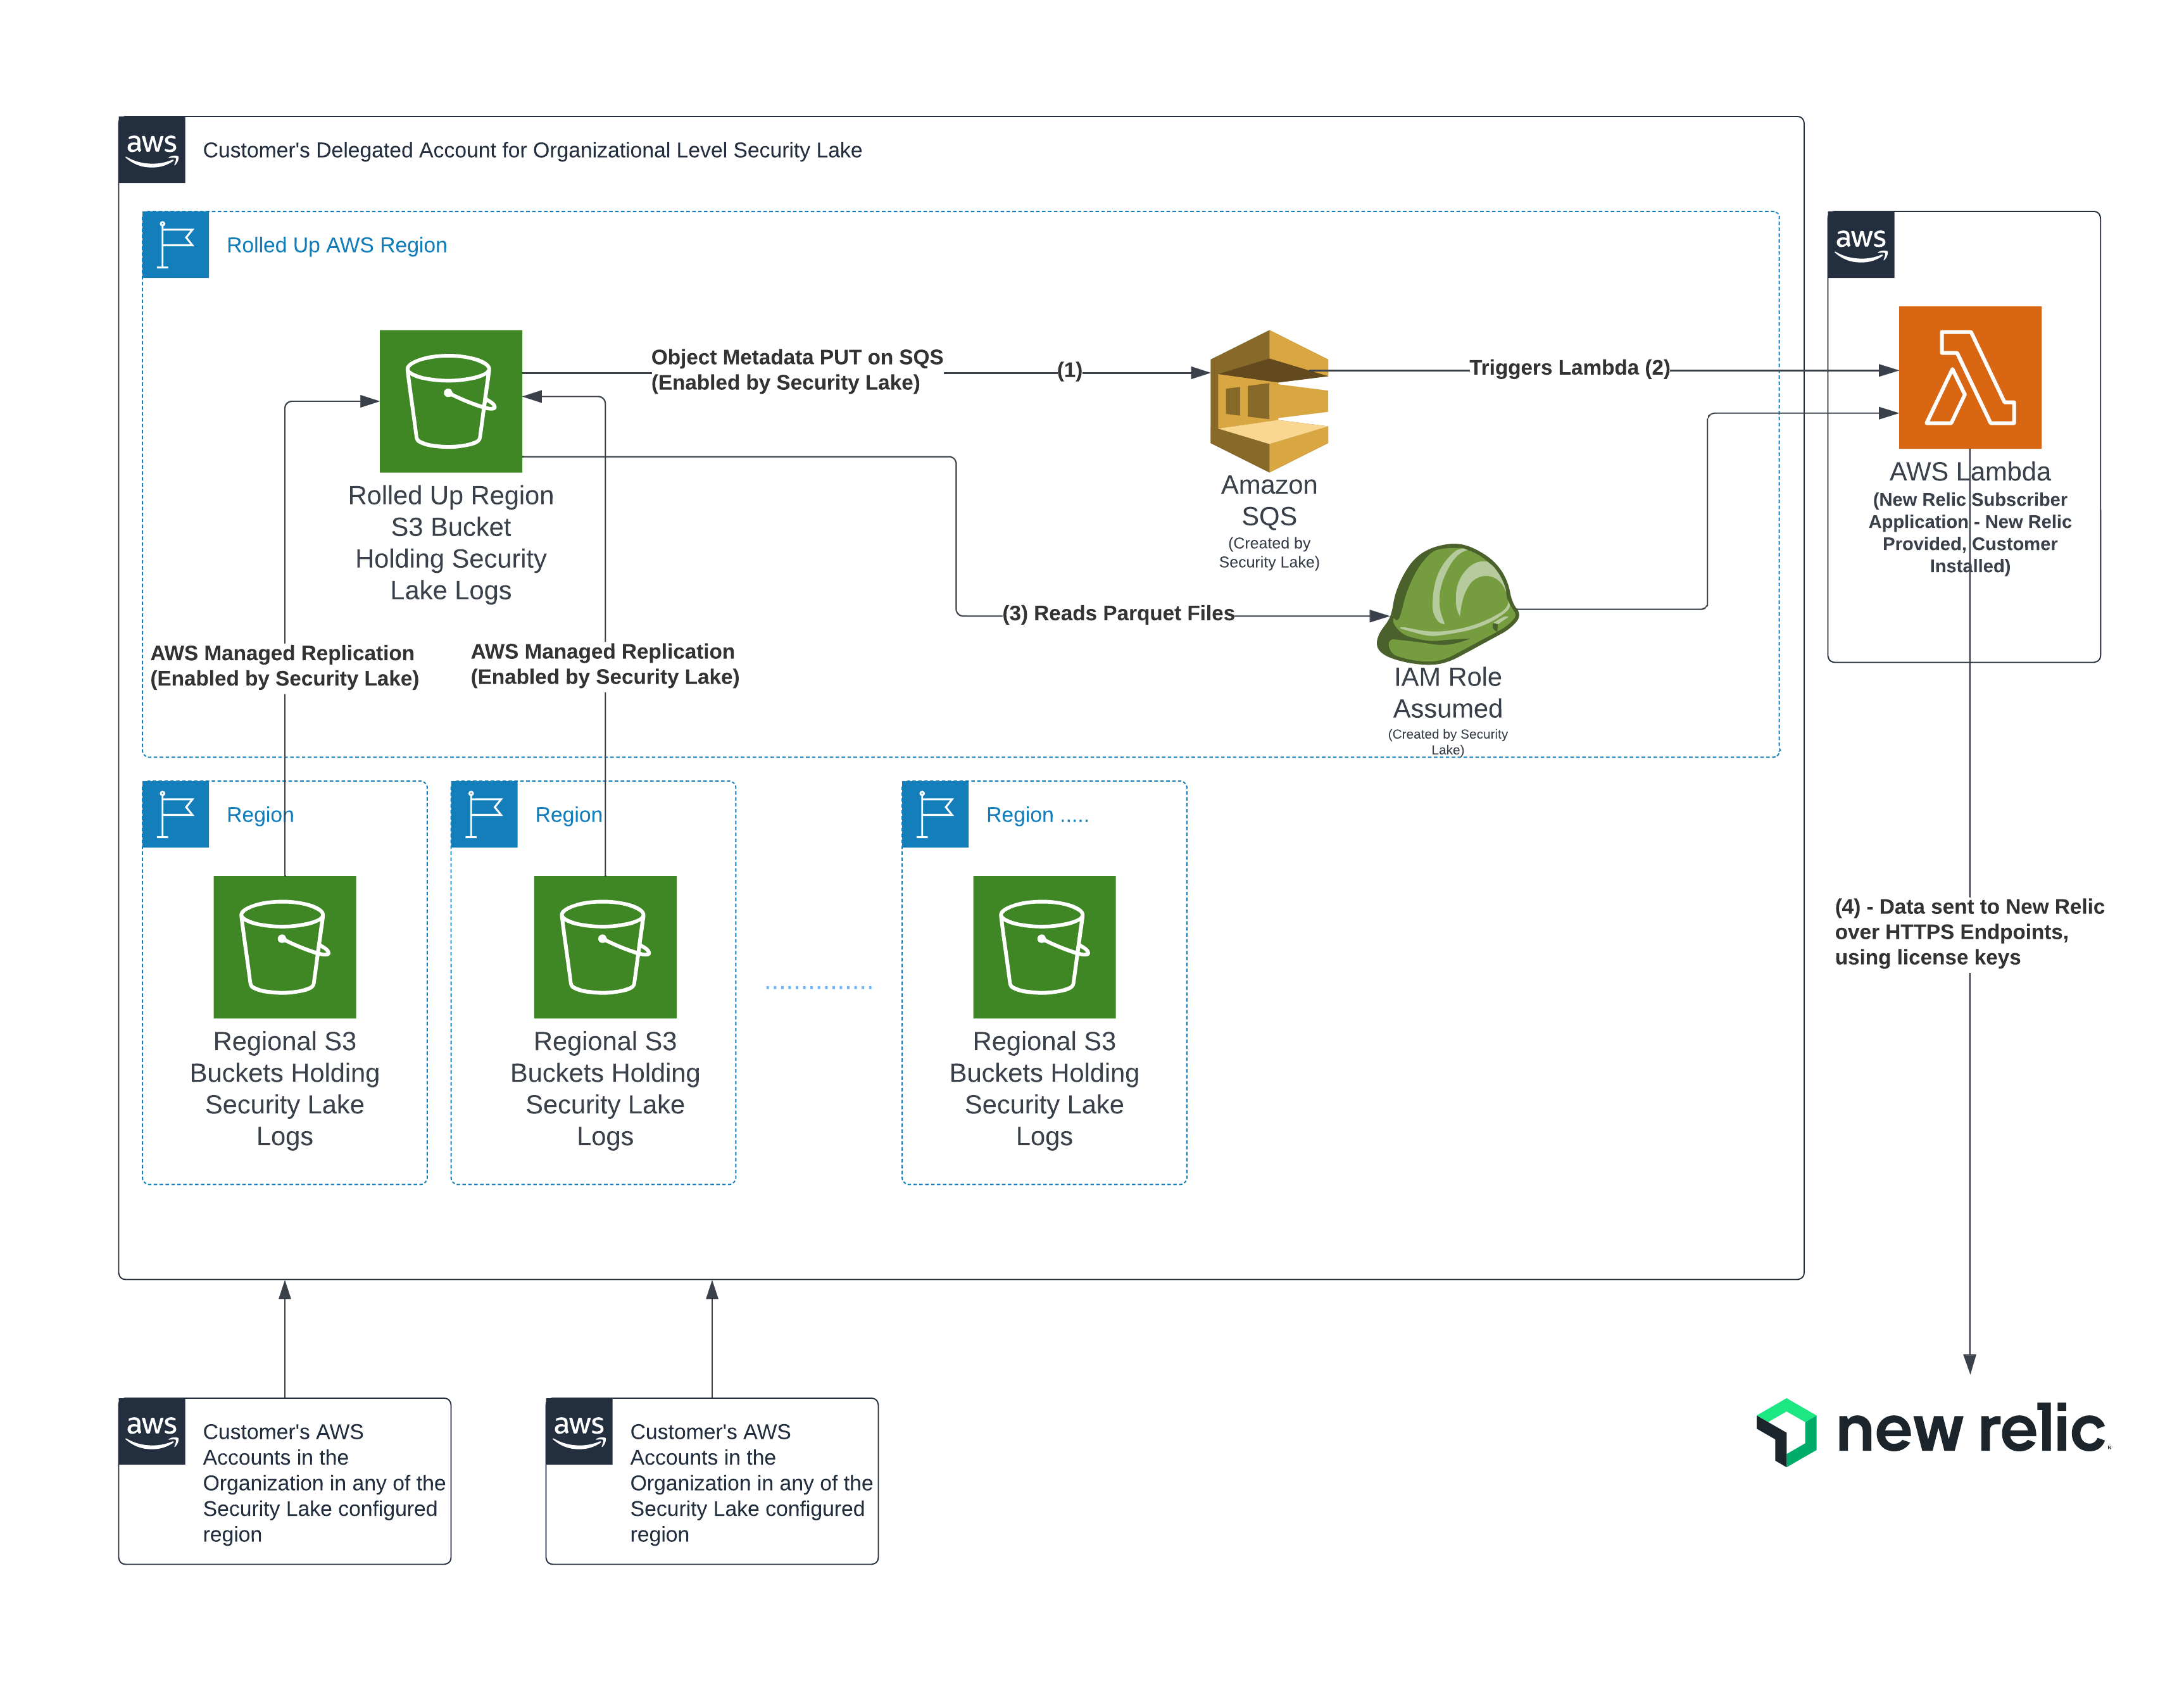 aws
Customer's Delegated Account for Organizational Level Security Lake
Rolled Up AWS Region
aws
Object Metadata PUT on SQS
(Enabled by Security Lake)
(1)
Triggers Lambda (2)
Rolled Up Region
S3 Bucket
Holding Security
Lake Logs
Amazon
SQS
(Created by
Security Lake)
AWS Lambda
(New Relic Subscriber
Application - New Relic
Provided, Customer
Installed)
(3) Reads Parquet Files
AWS Managed Replication
(Enabled by Security Lake)
AWS Managed Replication
(Enabled by Security Lake)
IAM Role
Assumed
(Created by Security
Lake)
Region
Region
Region .....
Regional S3
Buckets Holding
Security Lake
Logs
Regional S3
Buckets Holding
Security Lake
Logs
...............
Regional S3
Buckets Holding
Security Lake
Logs
(4) - Data sent to New Relic
over HTTPS Endpoints,
using license keys
aws
Customer's AWS
Accounts in the
Organization in any of the
Security Lake configured
region
aws
Customer's AWS
Accounts in the
Organization in any of the
Security Lake configured
region
new relic